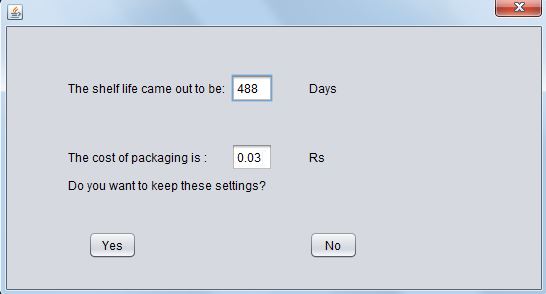 The shelf life came out to be: 488 Days
The cost of packaging is : 0.03 Rs
Do you want to keep these settings?
Yes No